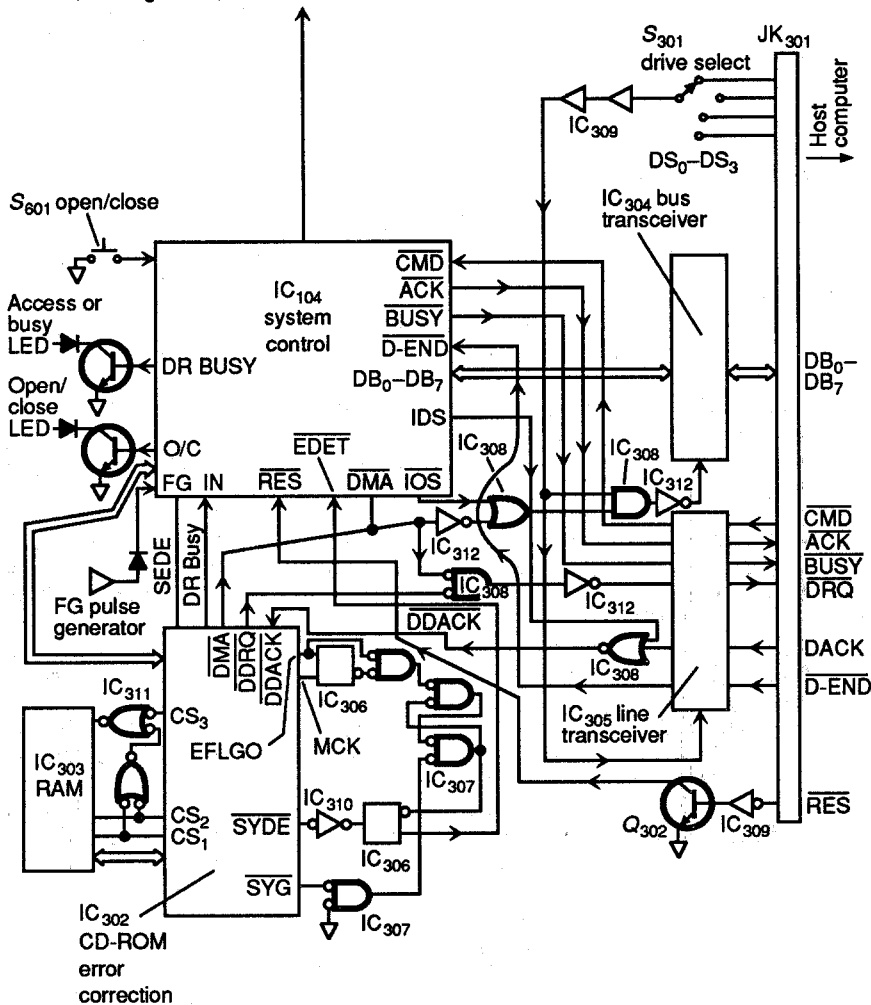 S301
drive select
JK301
IC309
DS0–DS3
Host
computer
S601 open/close
IC304 bus
transceiver
Access or
busy
LED
DR BUSY
Open/
close
LED
O/C
FG IN
IC104
system
control
CMD
ACK
BUSY
D-END
DB0–DB7
IDS
RES
EDET
DMA
IOS
DB0–
DB7
IC308
IC308
IC312
IC312
IC308
IC312
CMD
ACK
BUSY
DRQ
SEDE
DR Busy
FG pulse
generator
DMA
DDRQ
DDACK
DDACK
IC308
DACK
D-END
IC306
EFLGO
MCK
IC305 line
transceiver
IC311
CS3
IC303
RAM
CS2
CS1
IC307
IC310
SYDE
IC306
Q302
IC309
RES
SYG
IC307
IC302
CD-ROM
error
correction